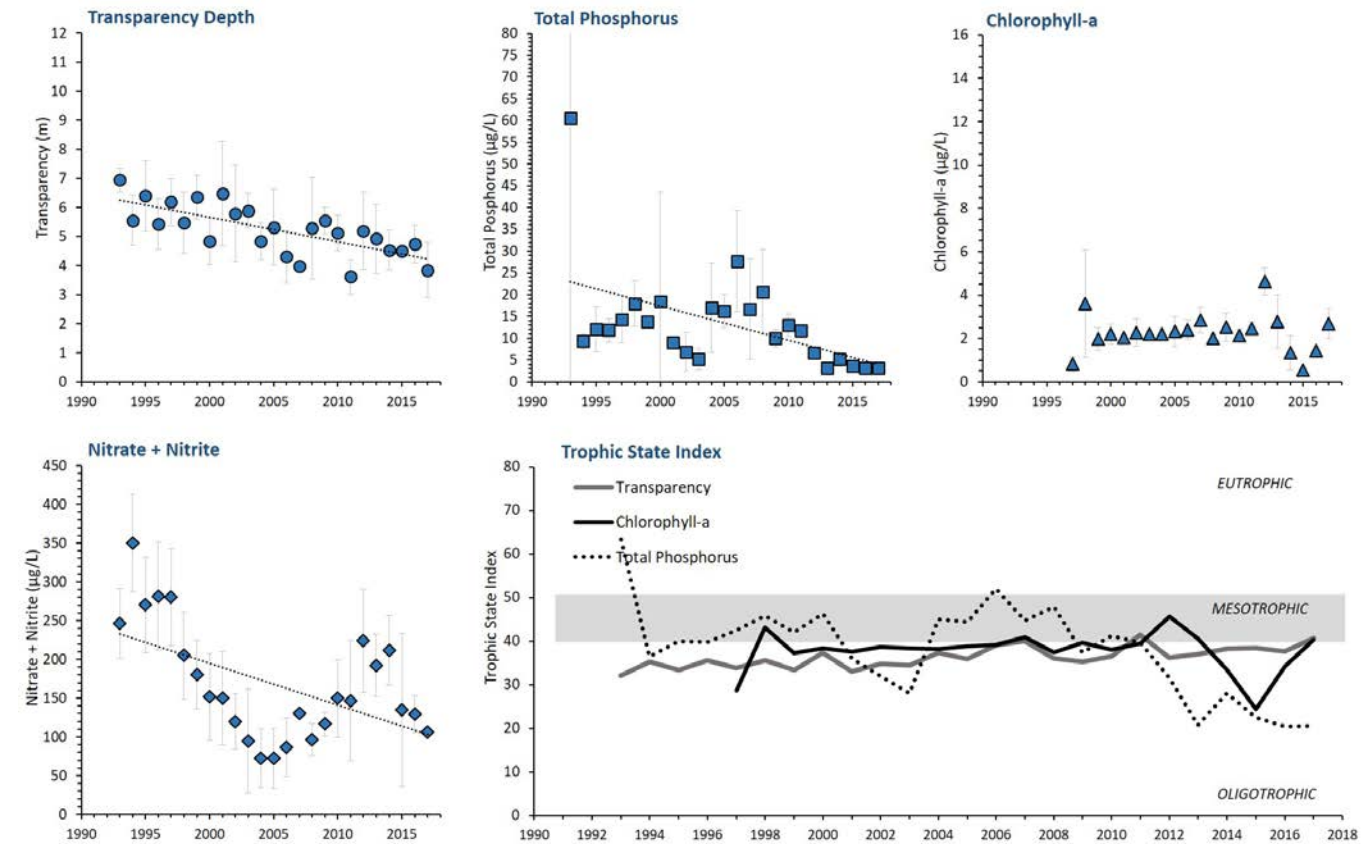 Transparency Depth
Transparency (m)
12
11
10
9
8
7
6
5
4
3
2
1
0
1990 1995 2000 2005 2010 2015
Total Phosphorus
Total Posphorus (µg/L)
80
75
70
65
60
55
50
45
40
35
30
25
20
15
10
5
0
1990 1995 2000 2005 2010 2015
Chlorophyll-a
Chlorophyll-a (µg/L)
16
14
12
10
8
6
4
2
0
1990 1995 2000 2005 2010 2015
Nitrate + Nitrite
Nitrate + Nitrite (µg/L)
450
400
350
300
250
200
150
100
50
0
1990 1995 2000 2005 2010 2015
Trophic State Index
Trophic State Index
80
70
60
50
40
30
20
10
0
Transparency
Chlorophyll-a
Total Phosphorus
EUTROPHIC
MESOTROPHIC
OLIGOTROPHIC
1990 1992 1994 1996 1998 2000 2002 2004 2006 2008 2010 2012 2014 2016 2018